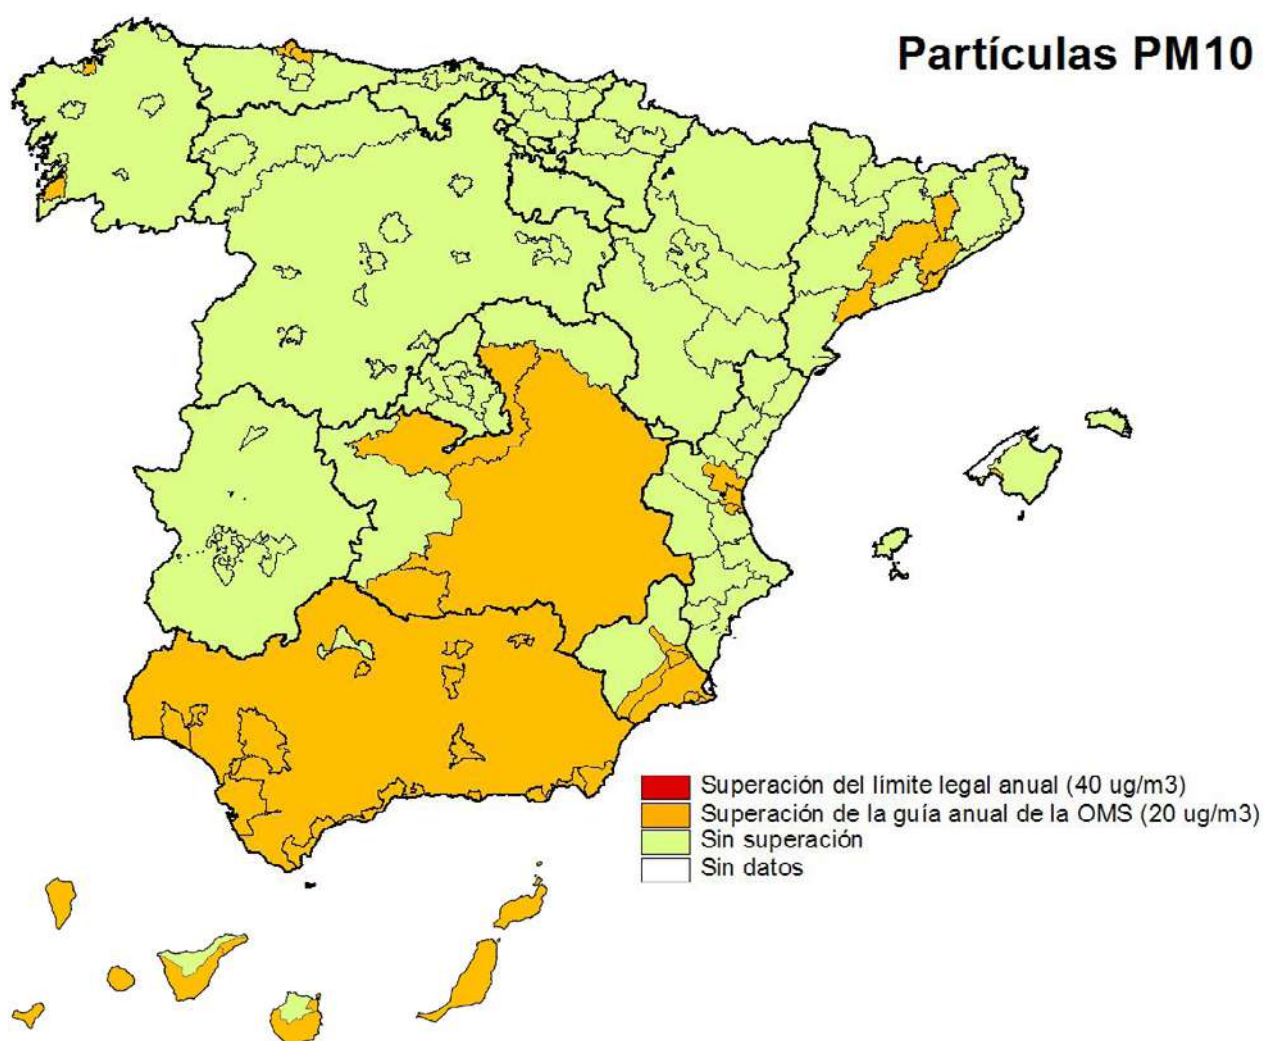 Partículas PM10
Superación del límite legal anual (40 ug/m3)
Superación de la guía anual de la OMS (20 ug/m3)
Sin superación
Sin datos